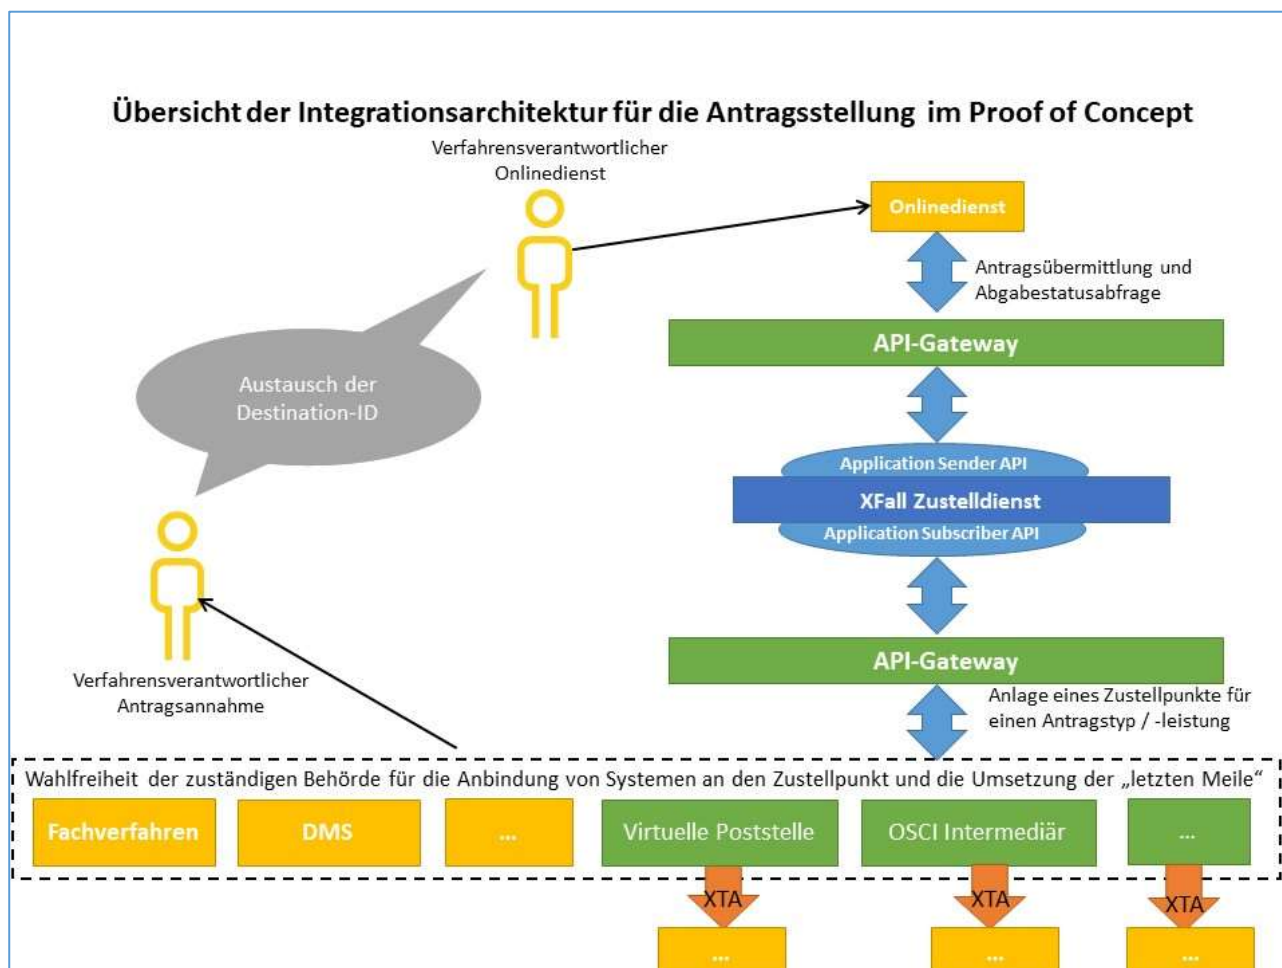 Übersicht der Integrationsarchitektur für die Antragsstellung im Proof of Concept
Verfahrensverantwortlicher
Onlinedienst
Onlinedienst
Antragsübermittlung und
Abgabestatusabfrage
API-Gateway
Austausch der
Destination-ID
Application Sender API
XFall Zustelldienst
Application Subscriber API
API-Gateway
Verfahrensverantwortlicher
Antragsannahme
Anlage eines Zustellpunkte für
einen Antragstyp / -leistung
Wahlfreiheit der zuständigen Behörde für die Anbindung von Systemen an den Zustellpunkt und die Umsetzung der „letzten Meile“
Fachverfahren
DMS
...
Virtuelle Poststelle
OSCI Intermediär
...
XTA
XTA
XTA
...
...
...